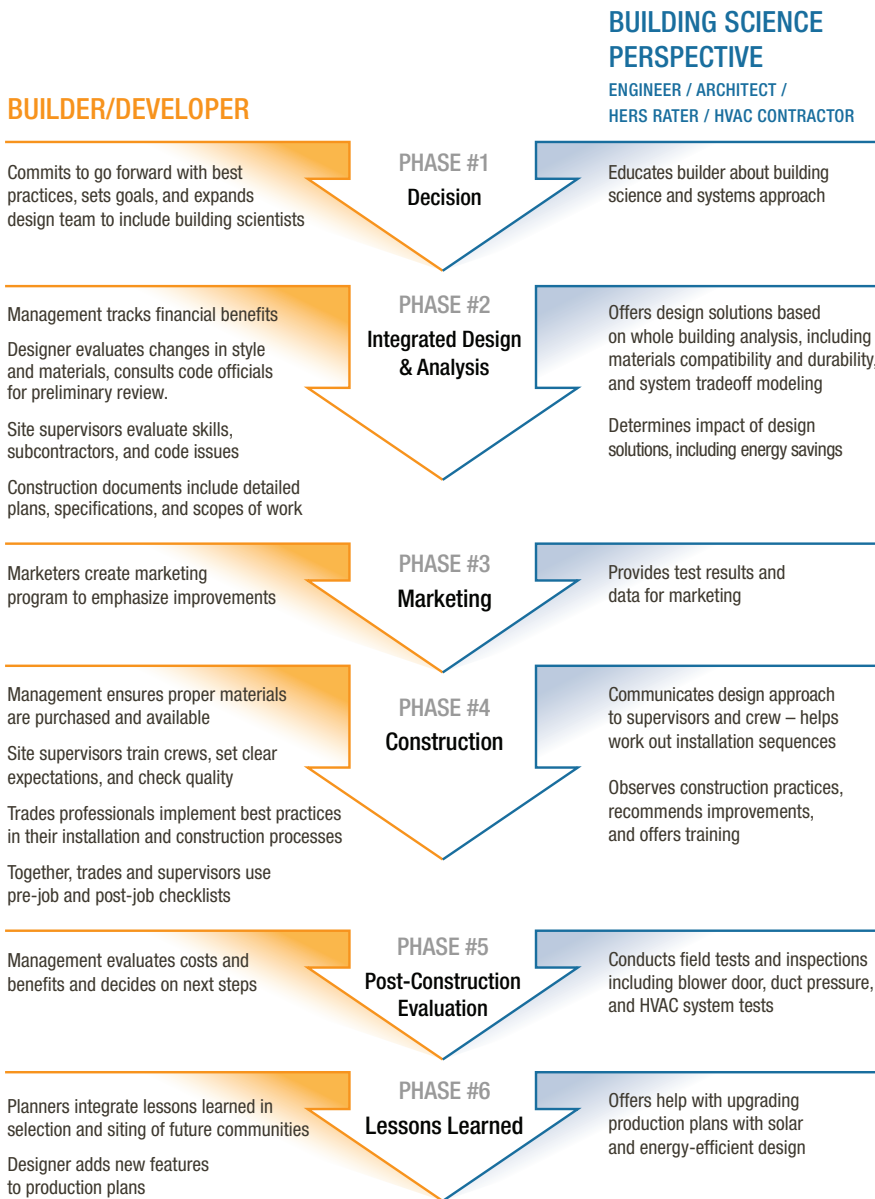 BUILDING SCIENCE
PERSPECTIVE
ENGINEER / ARCHITECT /
HERS RATER / HVAC CONTRACTOR
BUILDER/DEVELOPER
PHASE #1
Decision
Commits to go forward with best
practices, sets goals, and expands
design team to include building scientists
Educates builder about building
science and systems approach
PHASE #2
Integrated Design
& Analysis
Management tracks financial benefits
Designer evaluates changes in style
and materials, consults code officials
for preliminary review.
Site supervisors evaluate skills,
subcontractors, and code issues
Construction documents include detailed
plans, specifications, and scopes of work
Offers design solutions based
on whole building analysis, including
materials compatibility and durability,
and system tradeoff modeling
Determines impact of design
solutions, including energy savings
PHASE #3
Marketing
Marketers create marketing
program to emphasize improvements
Provides test results and
data for marketing
PHASE #4
Construction
Management ensures proper materials
are purchased and available
Site supervisors train crews, set clear
expectations, and check quality
Trades professionals implement best practices
in their installation and construction processes
Together, trades and supervisors use
pre-job and post-job checklists
Communicates design approach
to supervisors and crew – helps
work out installation sequences
Observes construction practices,
recommends improvements,
and offers training
PHASE #5
Post-Construction
Evaluation
Management evaluates costs and
benefits and decides on next steps
Conducts field tests and inspections
including blower door, duct pressure,
and HVAC system tests
PHASE #6
Lessons Learned
Planners integrate lessons learned in
selection and siting of future communities
Designer adds new features
to production plans
Offers help with upgrading
production plans with solar
and energy-efficient design